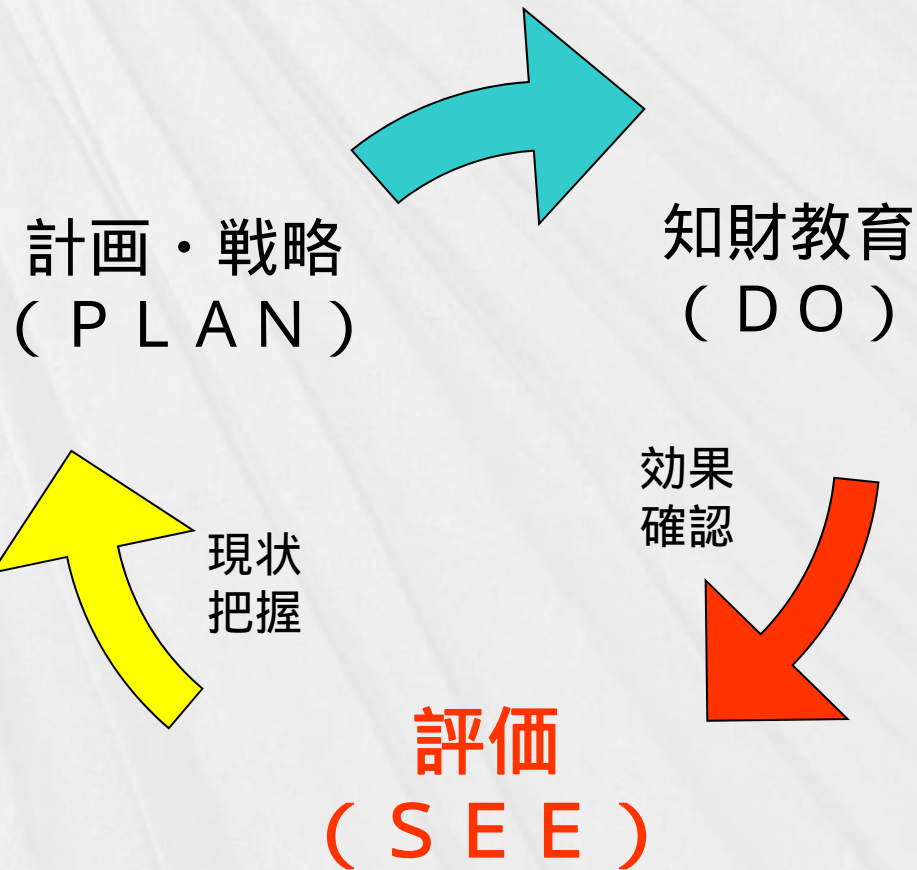 計画・戦略
（ＰＬＡＮ）
知財教育
（ＤＯ）
効果
確認
現状
把握
評価
（ＳＥＥ）